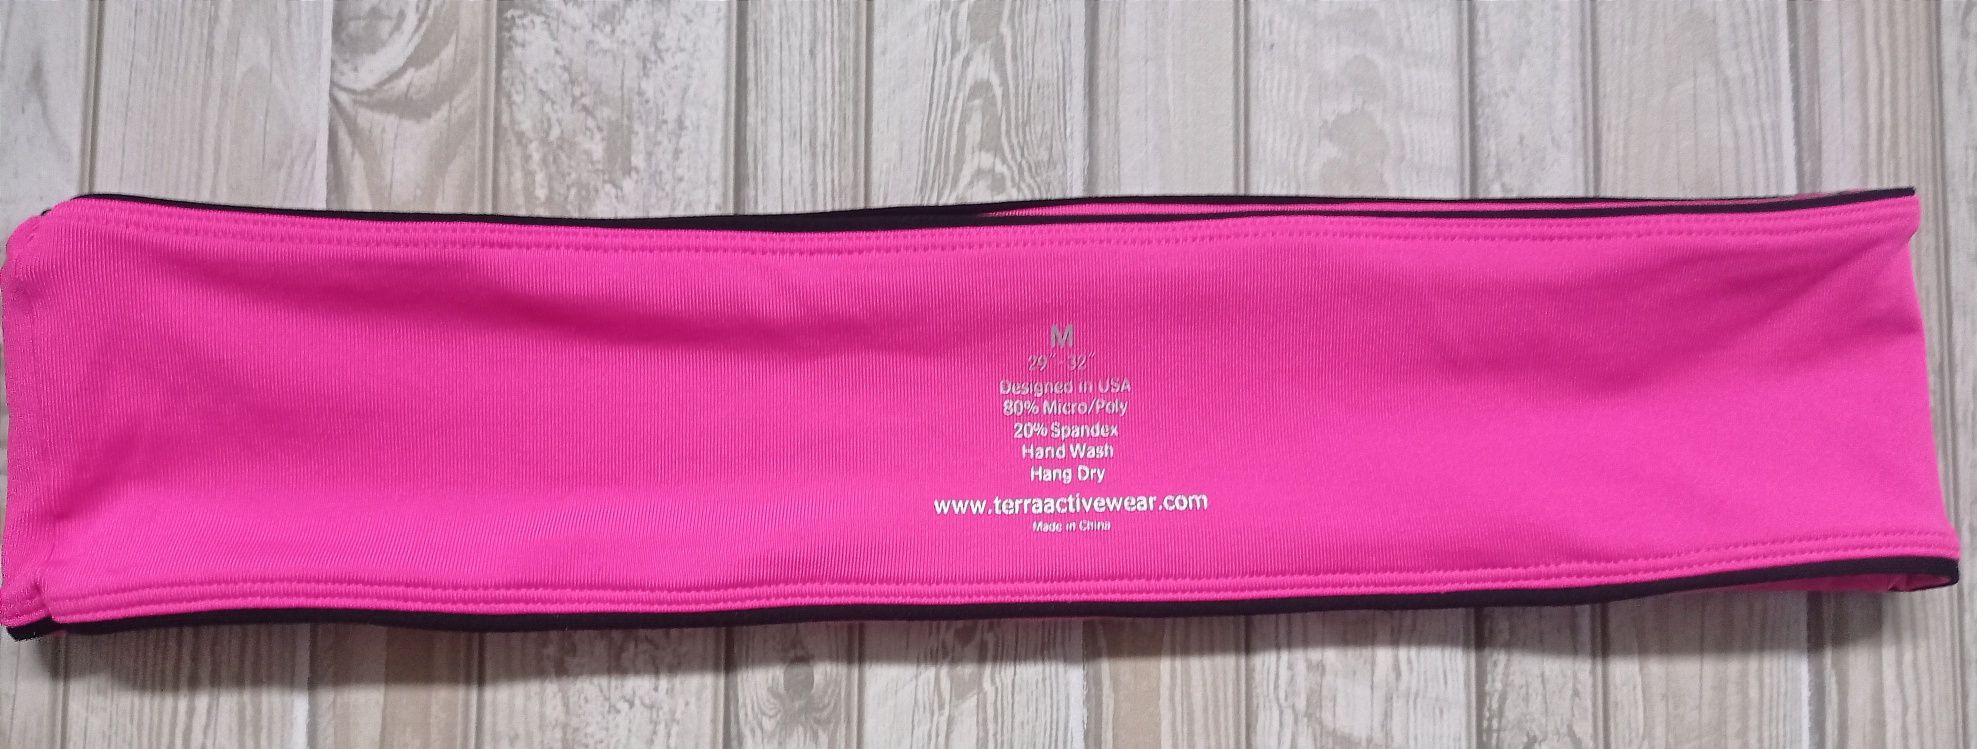 M
29"-32"
Designed in USA
80% Micro/Poly
20% Spandex
Hand Wash
Hang Dry
www.terraactivewear.com
Made in China